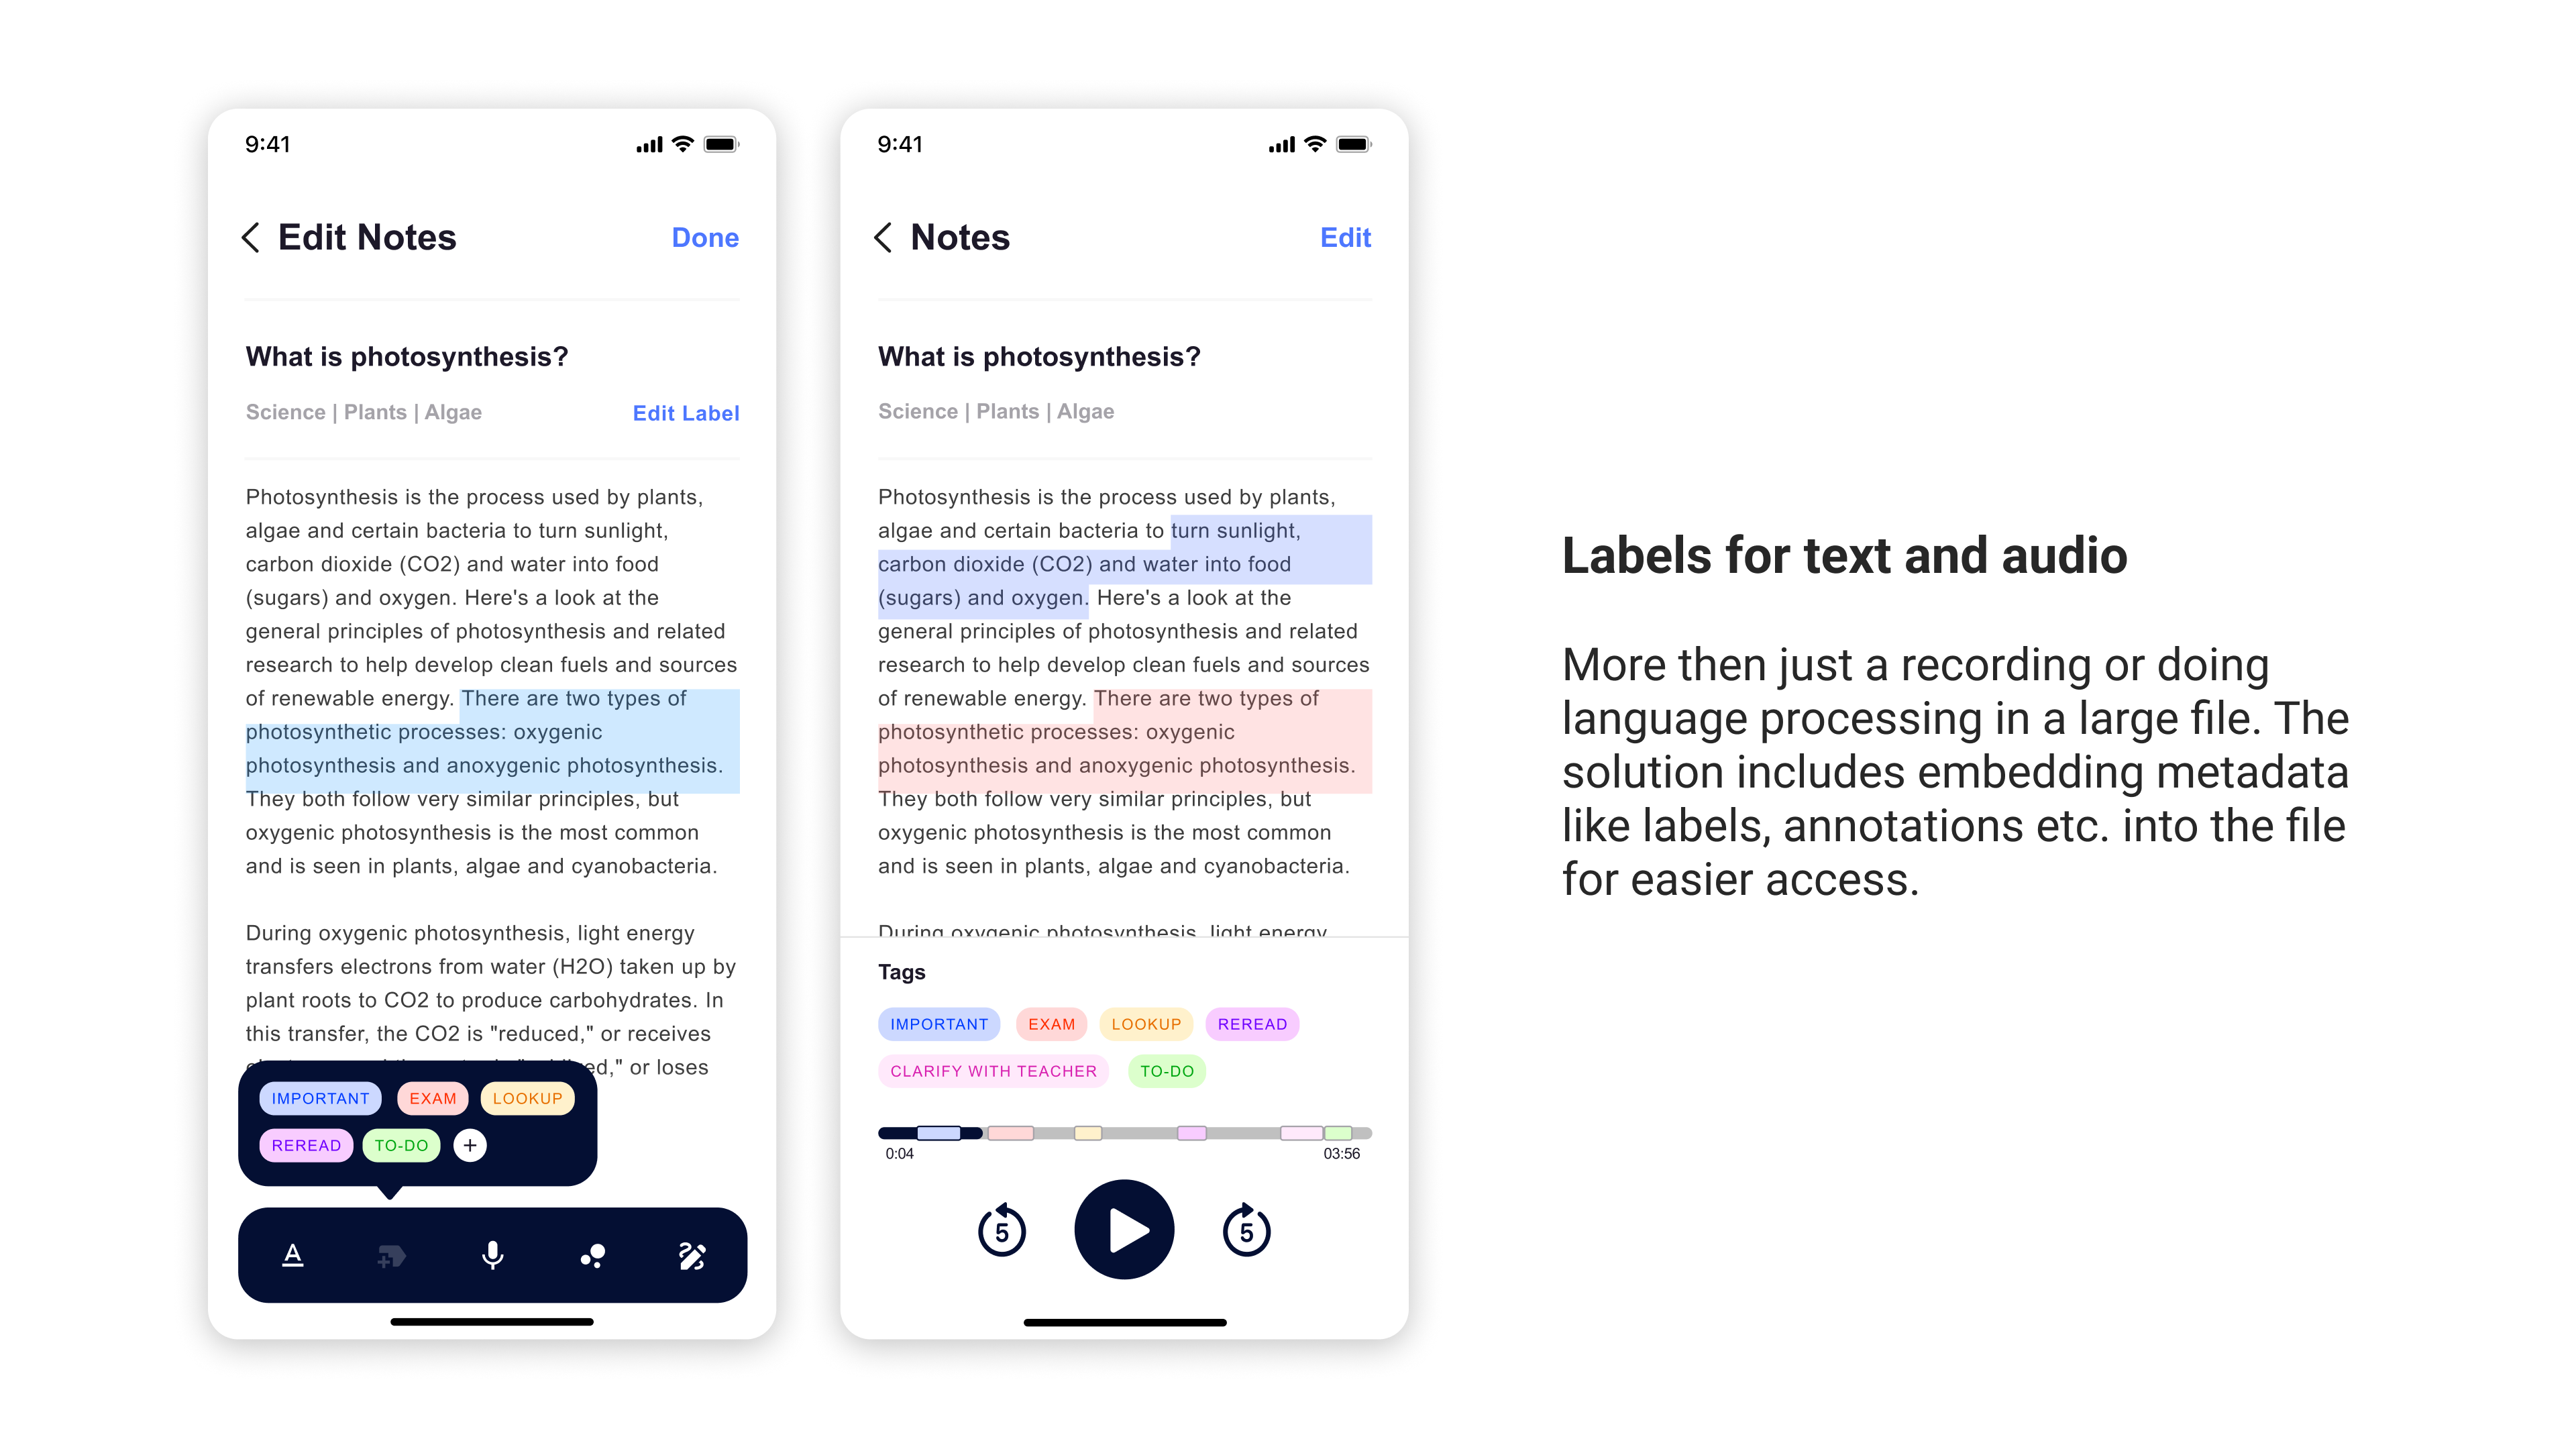 9:41
Edit Notes
Done
What is photosynthesis?
Science | Plants | Algae
Edit Label
Photosynthesis is the process used by plants,
algae and certain bacteria to turn sunlight,
carbon dioxide (CO2) and water into food
(sugars) and oxygen. Here's a look at the
general principles of photosynthesis and related
research to help develop clean fuels and sources
of renewable energy. There are two types of
photosynthetic processes: oxygenic
photosynthesis and anoxygenic photosynthesis.
They both follow very similar principles, but
oxygenic photosynthesis is the most common
and is seen in plants, algae and cyanobacteria.
During oxygenic photosynthesis, light energy
transfers electrons from water (H2O) taken up by
plant roots to CO2 to produce carbohydrates. In
this transfer, the CO2 is "reduced," or receives
or loses
IMPORTANT
EXAM
LOOKUP
REREAD
TO-DO
+
A
9:41
Notes
Edit
What is photosynthesis?
Science | Plants | Algae
Photosynthesis is the process used by plants,
algae and certain bacteria to turn sunlight,
carbon dioxide (CO2) and water into food
(sugars) and oxygen. Here's a look at the
general principles of photosynthesis and related
research to help develop clean fuels and sources
of renewable energy. There are two types of
photosynthetic processes: oxygenic
photosynthesis and anoxygenic photosynthesis.
They both follow very similar principles, but
oxygenic photosynthesis is the most common
and is seen in plants, algae and cyanobacteria.
During oxygenic photosynthesis, light energy
Tags
IMPORTANT
EXAM
LOOKUP
REREAD
CLARIFY WITH TEACHER
TO-DO
0:04
03:56
5
5
Labels for text and audio
More then just a recording or doing
language processing in a large file. The
solution includes embedding metadata
like labels, annotations etc. into the file
for easier access.